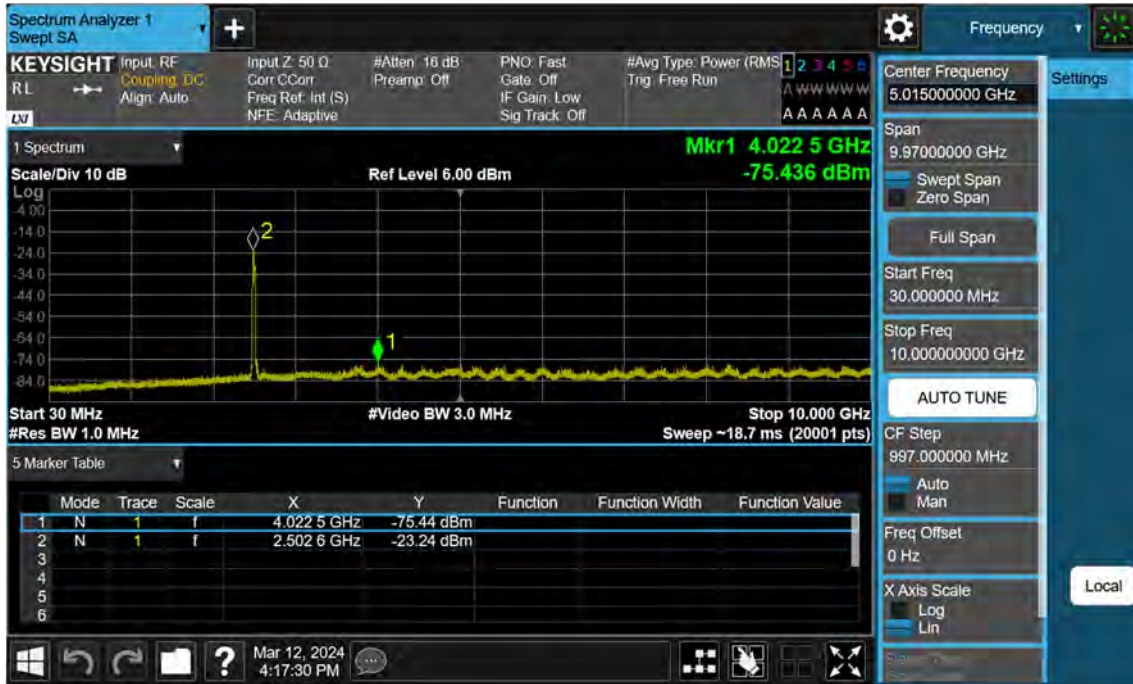 Spectrum Analyzer 1
Swept SA
+
Frequency
KEYSIGHT
RL
LXI
Input: RF
Coupling: DC
Align: Auto
Input Z: 50 Ω
Corr CCorr
Freq Ref: Int (S)
NFE: Adaptive
#Atten: 16 dB
Preamp: Off
PNO: Fast
Gate: Off
IF Gain: Low
Sig Track: Off
#Avg Type: Power (RMS
Trig: Free Run
1 2 3 4 5 6
A W W W W W
A A A A A A
1 Spectrum
Scale/Div 10 dB
Ref Level 6.00 dBm
Mkr1 4.022 5 GHz
-75.436 dBm
Log
-4.00
-14.0
-24.0
-34.0
-44.0
-54.0
-64.0
-74.0
-84.0
2
1
Start 30 MHz
#Video BW 3.0 MHz
Stop 10.000 GHz
#Res BW 1.0 MHz
Sweep ~18.7 ms (20001 pts)
5 Marker Table
Mode Trace Scale X Y Function Function Width Function Value
1 N 1 f 4.022 5 GHz -75.44 dBm
2 N 1 f 2.502 6 GHz -23.24 dBm
3
4
5
6
?
Mar 12, 2024
4:17:30 PM
Center Frequency
5.015000000 GHz
Settings
Span
9.97000000 GHz
Swept Span
Zero Span
Full Span
Start Freq
30.000000 MHz
Stop Freq
10.000000000 GHz
AUTO TUNE
CF Step
997.000000 MHz
Auto
Man
Freq Offset
0 Hz
X Axis Scale
Log
Lin
Local